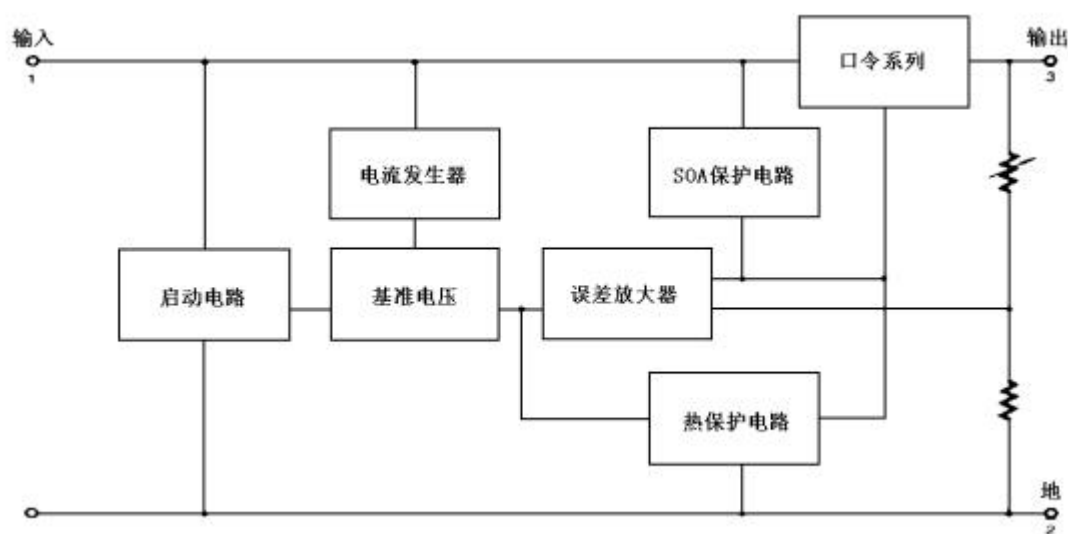 输入
1
口令系列
输出
3
电流发生器
SOA保护电路
启动电路
基准电压
误差放大器
热保护电路
地
2